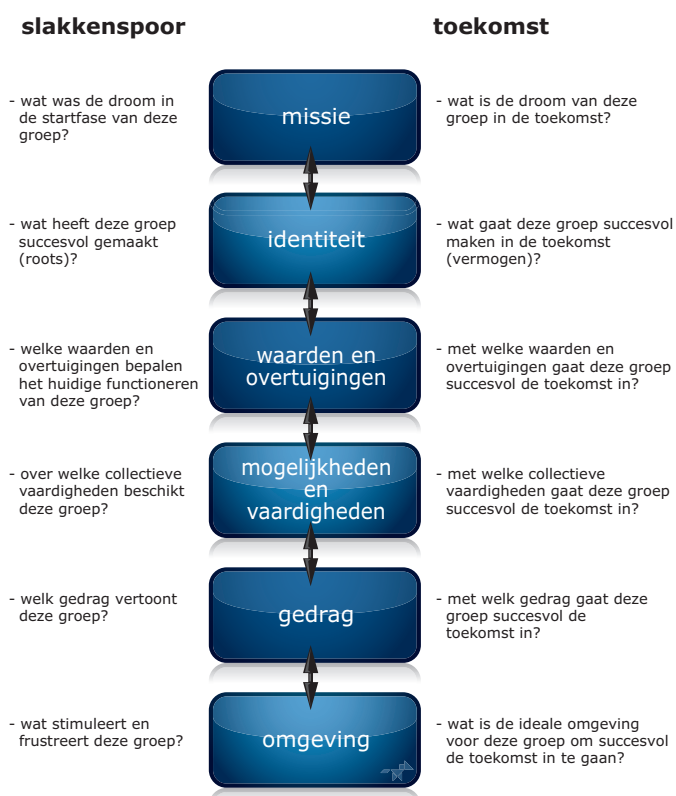 slakkenspoor
toekomst
- wat was de droom in
de startfase van deze
groep?
missie
- wat is de droom van deze
groep in de toekomst?
- wat heeft deze groep
succesvol gemaakt
(roots)?
identiteit
- wat gaat deze groep succesvol
maken in de toekomst
(vermogen)?
- welke waarden en
overtuigingen bepalen
het huidige functioneren
van deze groep?
waarden en
overtuigingen
- met welke waarden en
overtuigingen gaat deze groep
succesvol de toekomst in?
- over welke collectieve
vaardigheden beschikt
deze groep?
mogelijkheden
en
vaardigheden
- met welke collectieve
vaardigheden gaat deze groep
succesvol de toekomst in?
- welk gedrag vertoont
deze groep?
gedrag
- met welk gedrag gaat deze
groep succesvol de
toekomst in?
- wat stimuleert en
frustreert deze groep?
omgeving
- wat is de ideale omgeving
voor deze groep om succesvol
de toekomst in te gaan?